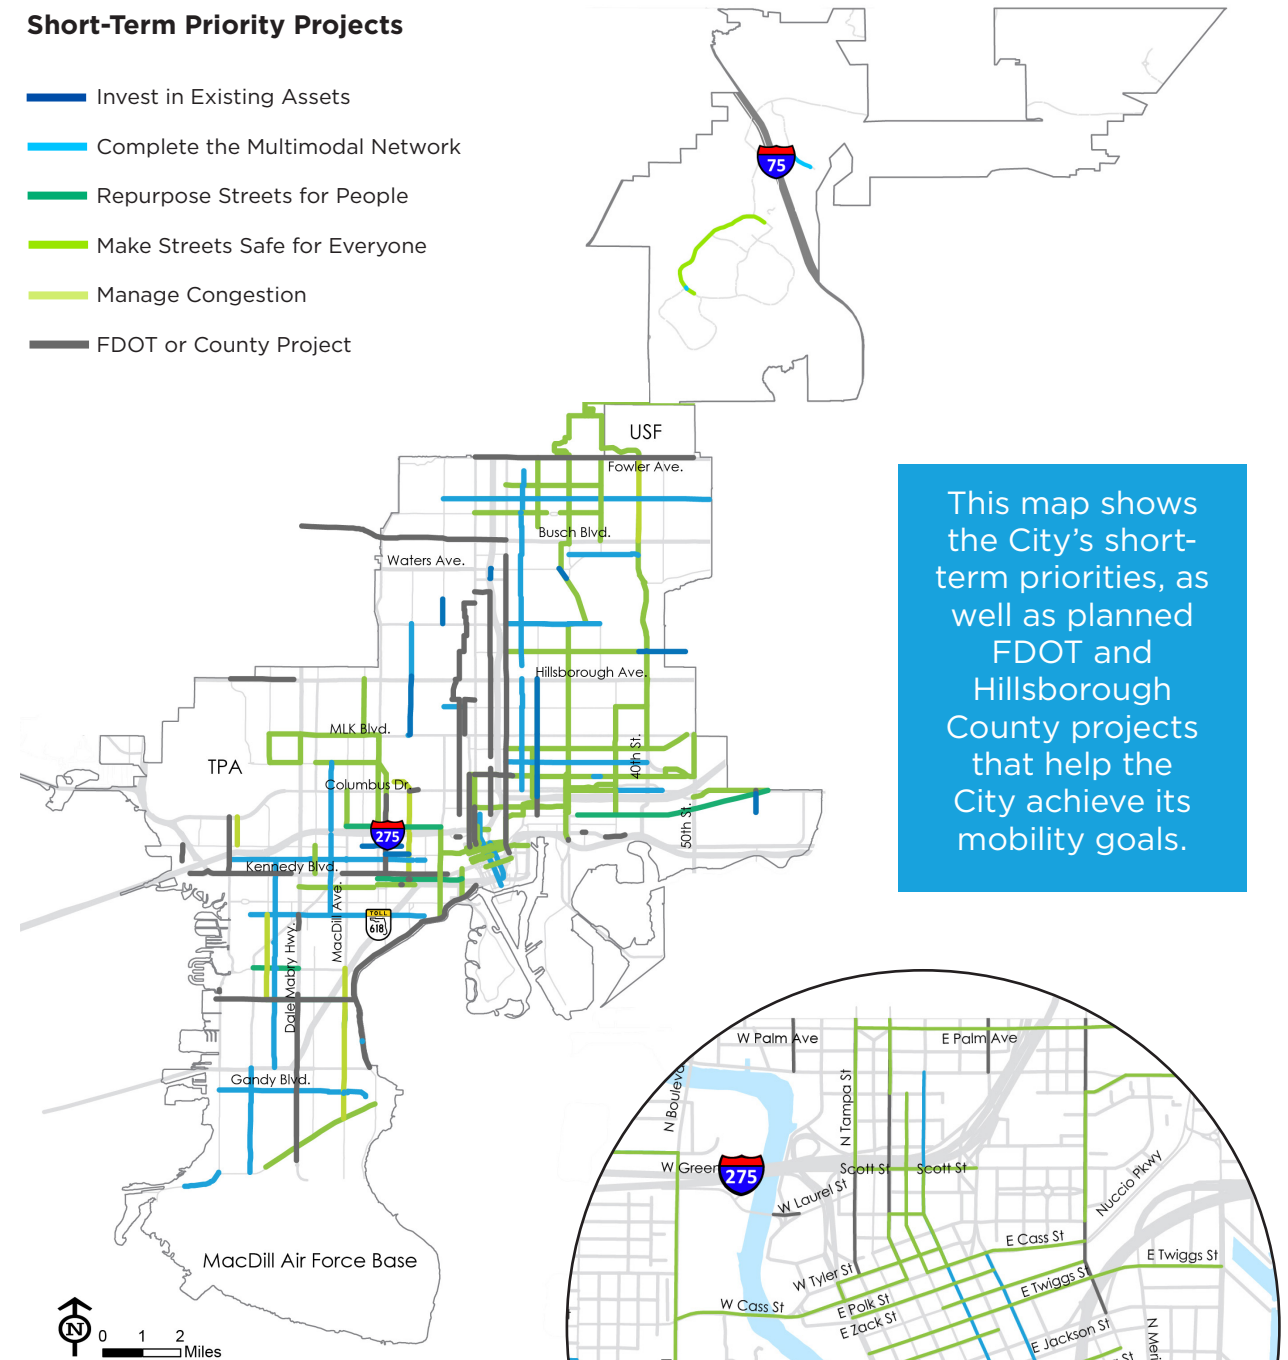 Short-Term Priority Projects
Invest in Existing Assets
Complete the Multimodal Network
Repurpose Streets for People
Make Streets Safe for Everyone
Manage Congestion
FDOT or County Project
75
USF
Fowler Ave.
Busch Blvd.
Waters Ave.
Hillsborough Ave.
MLK Blvd.
TPA
40th St.
Columbus Dr.
50th St.
275
Kennedy Blvd.
MacDill Ave.
TOLL
618
Dale Mabry Hwy.
Gandy Blvd.
MacDill Air Force Base
N
0 1 2
Miles
This map shows
the City’s short-
term priorities, as
well as planned
FDOT and
Hillsborough
County projects
that help the
City achieve its
mobility goals.
W Palm Ave
E Palm Ave
N Tampa St
W Green
275
Scott St
Scott St
W Laurel St
Nuccio Pkwy
E Cass St
E Twiggs St
W Tyler St
E Twiggs St
W Cass St
E Polk St
E Zack St
E Jackson St
St